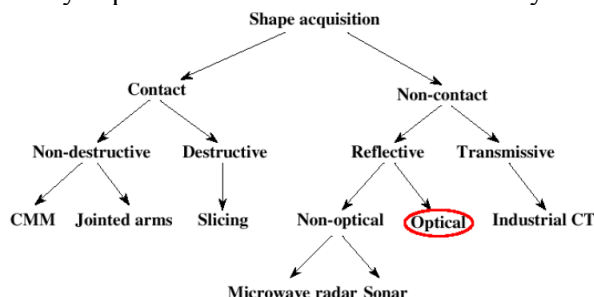 Shape acquisition
Contact
Non-contact
Non-destructive Destructive Reflective Transmissive
CMM Jointed arms Slicing Non-optical Optical Industrial CT
Microwave radar Sonar